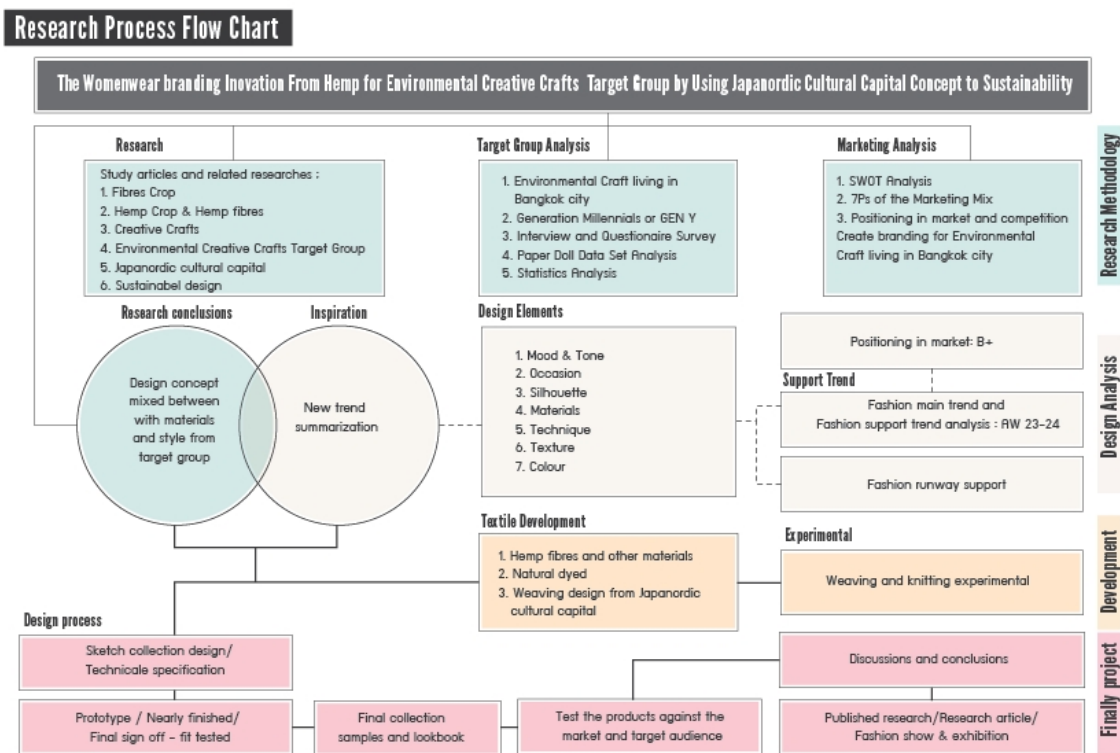 Research Process Flow Chart
The Womenwear branding Inovation From Hemp for Environmental Creative Crafts Target Group by Using Japanordic Cultural Capital Concept to Sustainability
Research
Study articles and related researches :
1. Fibres Crop
2. Hemp Crop & Hemp fibres
3. Creative Crafts
4. Environmental Creative Crafts Target Group
5. Japanordic cultural capital
6. Sustainabel design
Target Group Analysis
1. Environmental Craft living in
Bangkok city
2. Generation Millennials or GEN Y
3. Interview and Questionaire Survey
4. Paper Doll Data Set Analysis
5. Statistics Analysis
Marketing Analysis
1. SWOT Analysis
2. 7Ps of the Marketing Mix
3. Positioning in market and competition
Create branding for Environmental
Craft living in Bangkok city
Research Methodology
Research conclusions
Design concept
mixed between
with materials
and style from
target group
Inspiration
New trend
summarization
Design Elements
1. Mood & Tone
2. Occasion
3. Silhouette
4. Materials
5. Technique
6. Texture
7. Colour
Positioning in market: B+
Support Trend
Fashion main trend and
Fashion support trend analysis : AW 23-24
Fashion runway support
Design Analysis
Textile Development
1. Hemp fibres and other materials
2. Natural dyed
3. Weaving design from Japanordic
cultural capital
Experimental
Weaving and knitting experimental
Development
Design process
Sketch collection design/
Technicale specification
Prototype / Nearly finished/
Final sign off - fit tested
Final collection
samples and lookbook
Test the products against the
market and target audience
Discussions and conclusions
Published research/Research article/
Fashion show & exhibition
Finally project